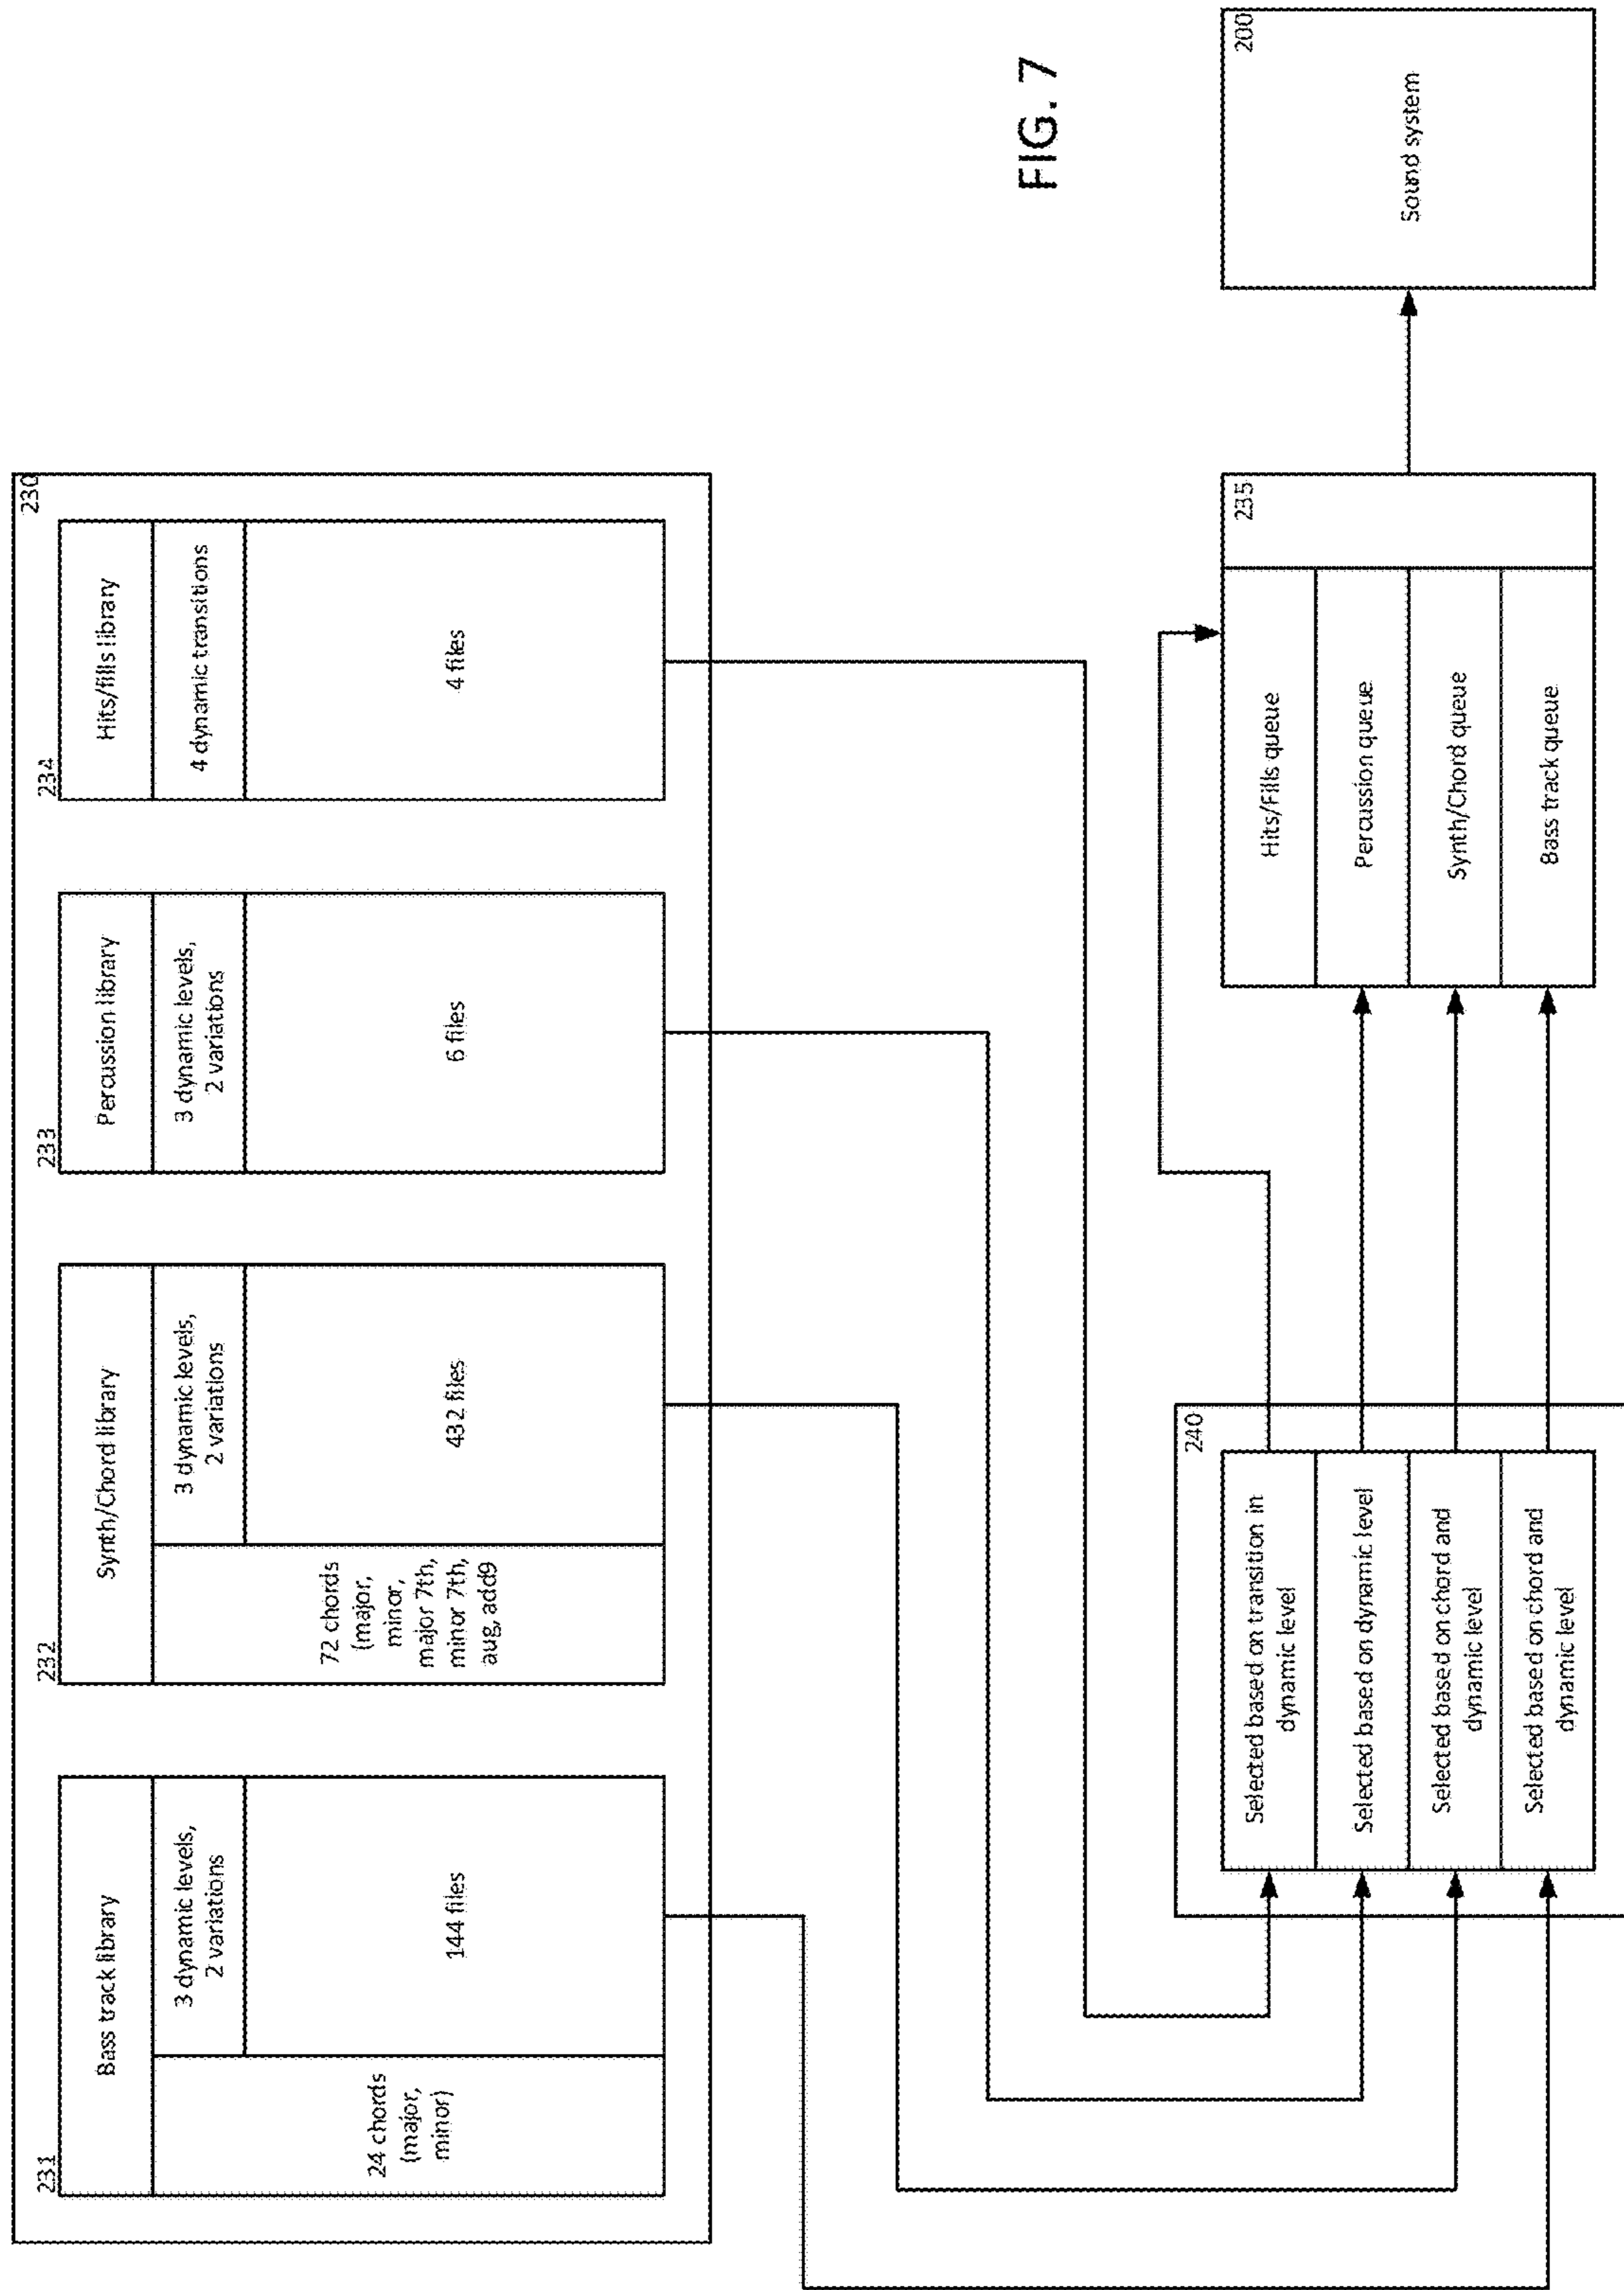 230
231
Bass track library
24 chords
(major,
minor)
3 dynamic levels,
2 variations
144 files
232
Synth/Chord library
72 chords
(major,
minor,
major 7th,
minor 7th,
aug, add9
3 dynamic levels,
2 variations
432 files
233
Percussion library
3 dynamic levels,
2 variations
6 files
234
Hits/fills library
4 dynamic transitions
4 files
FIG. 7
240
Selected based on transition in
dynamic level
Selected based on dynamic level
Selected based on chord and
dynamic level
Selected based on chord and
dynamic level
235
Hits/Fills queue
Percussion queue
Synth/Chord queue
Bass track queue
200
Sound system